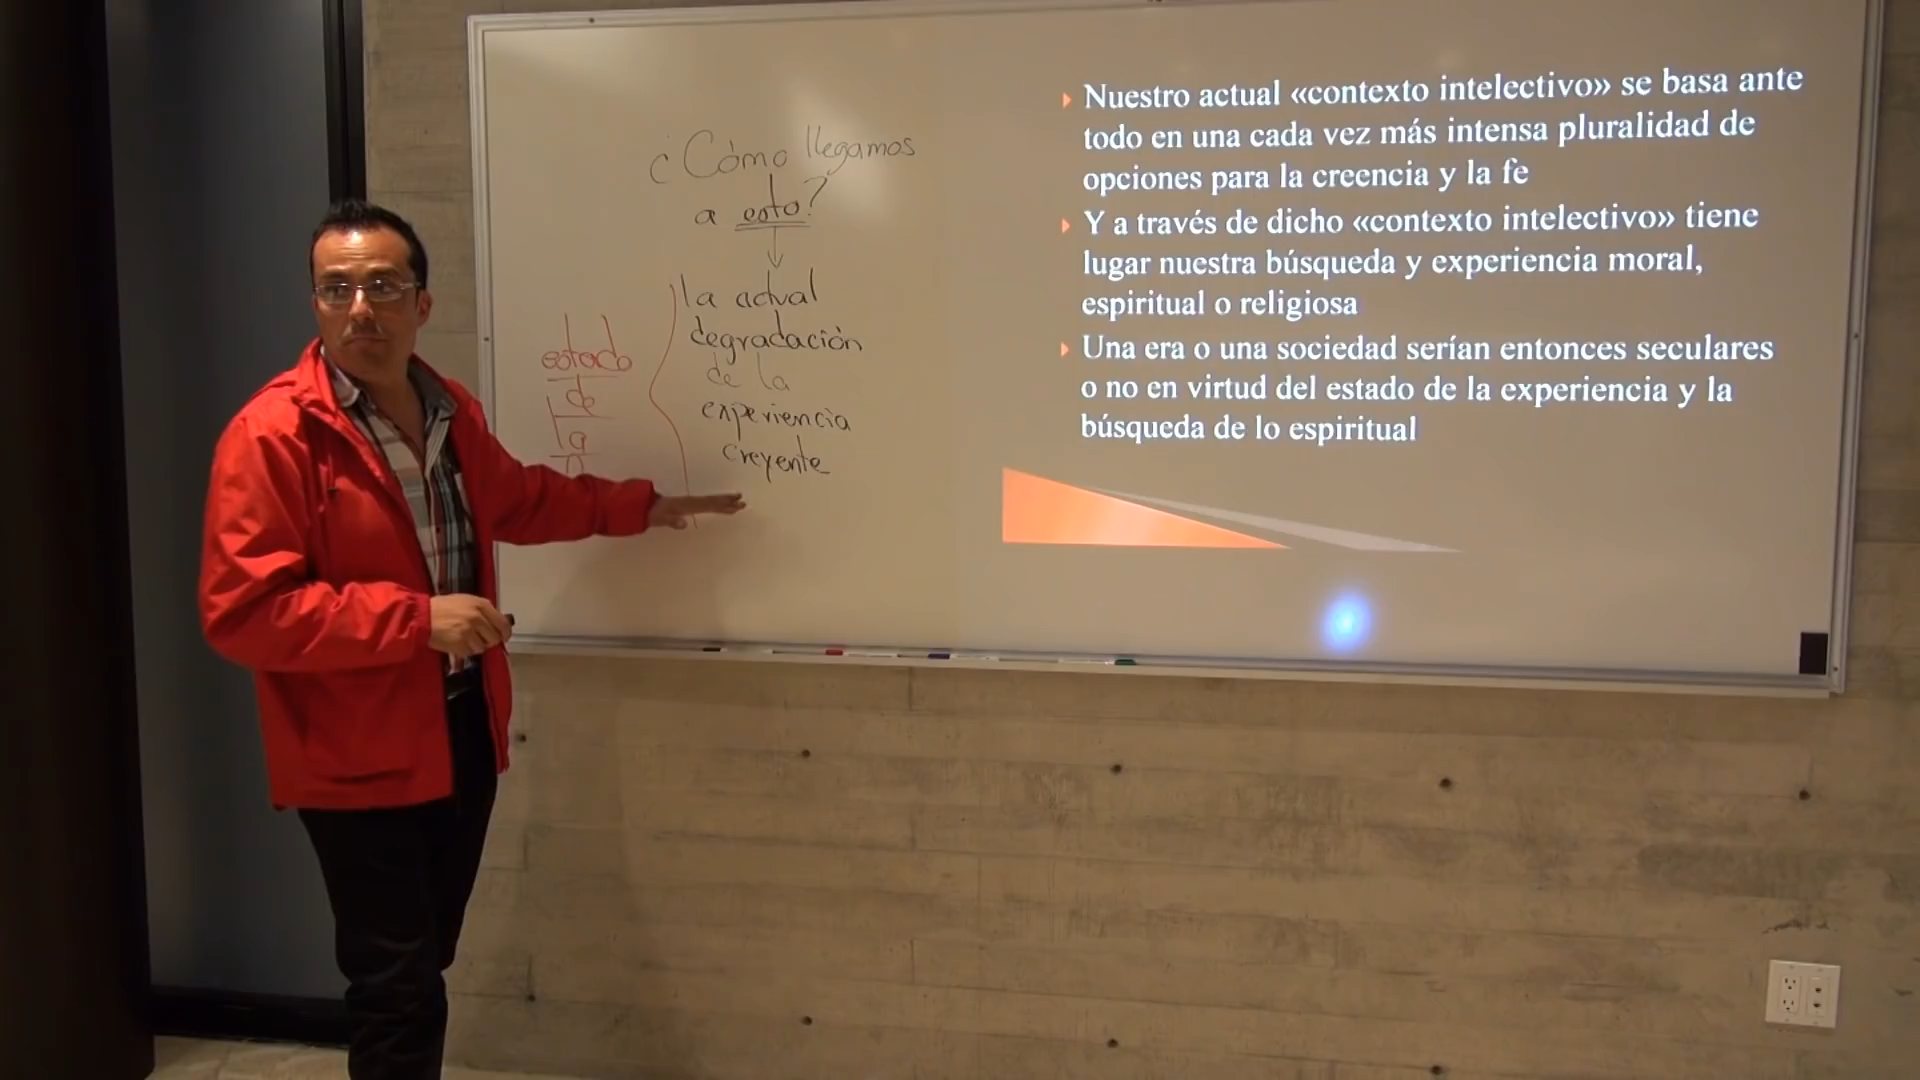 ¿Cómo llegamos
a esto?
la actual
degradación
de la
experiencia
creyente
estado
de
la
Nuestro actual «contexto intelectivo» se basa ante
todo en una cada vez más intensa pluralidad de
opciones para la creencia y la fe
Y a través de dicho «contexto intelectivo» tiene
lugar nuestra búsqueda y experiencia moral,
espiritual o religiosa
Una era o una sociedad serían entonces seculares
o no en virtud del estado de la experiencia y la
búsqueda de lo espiritual